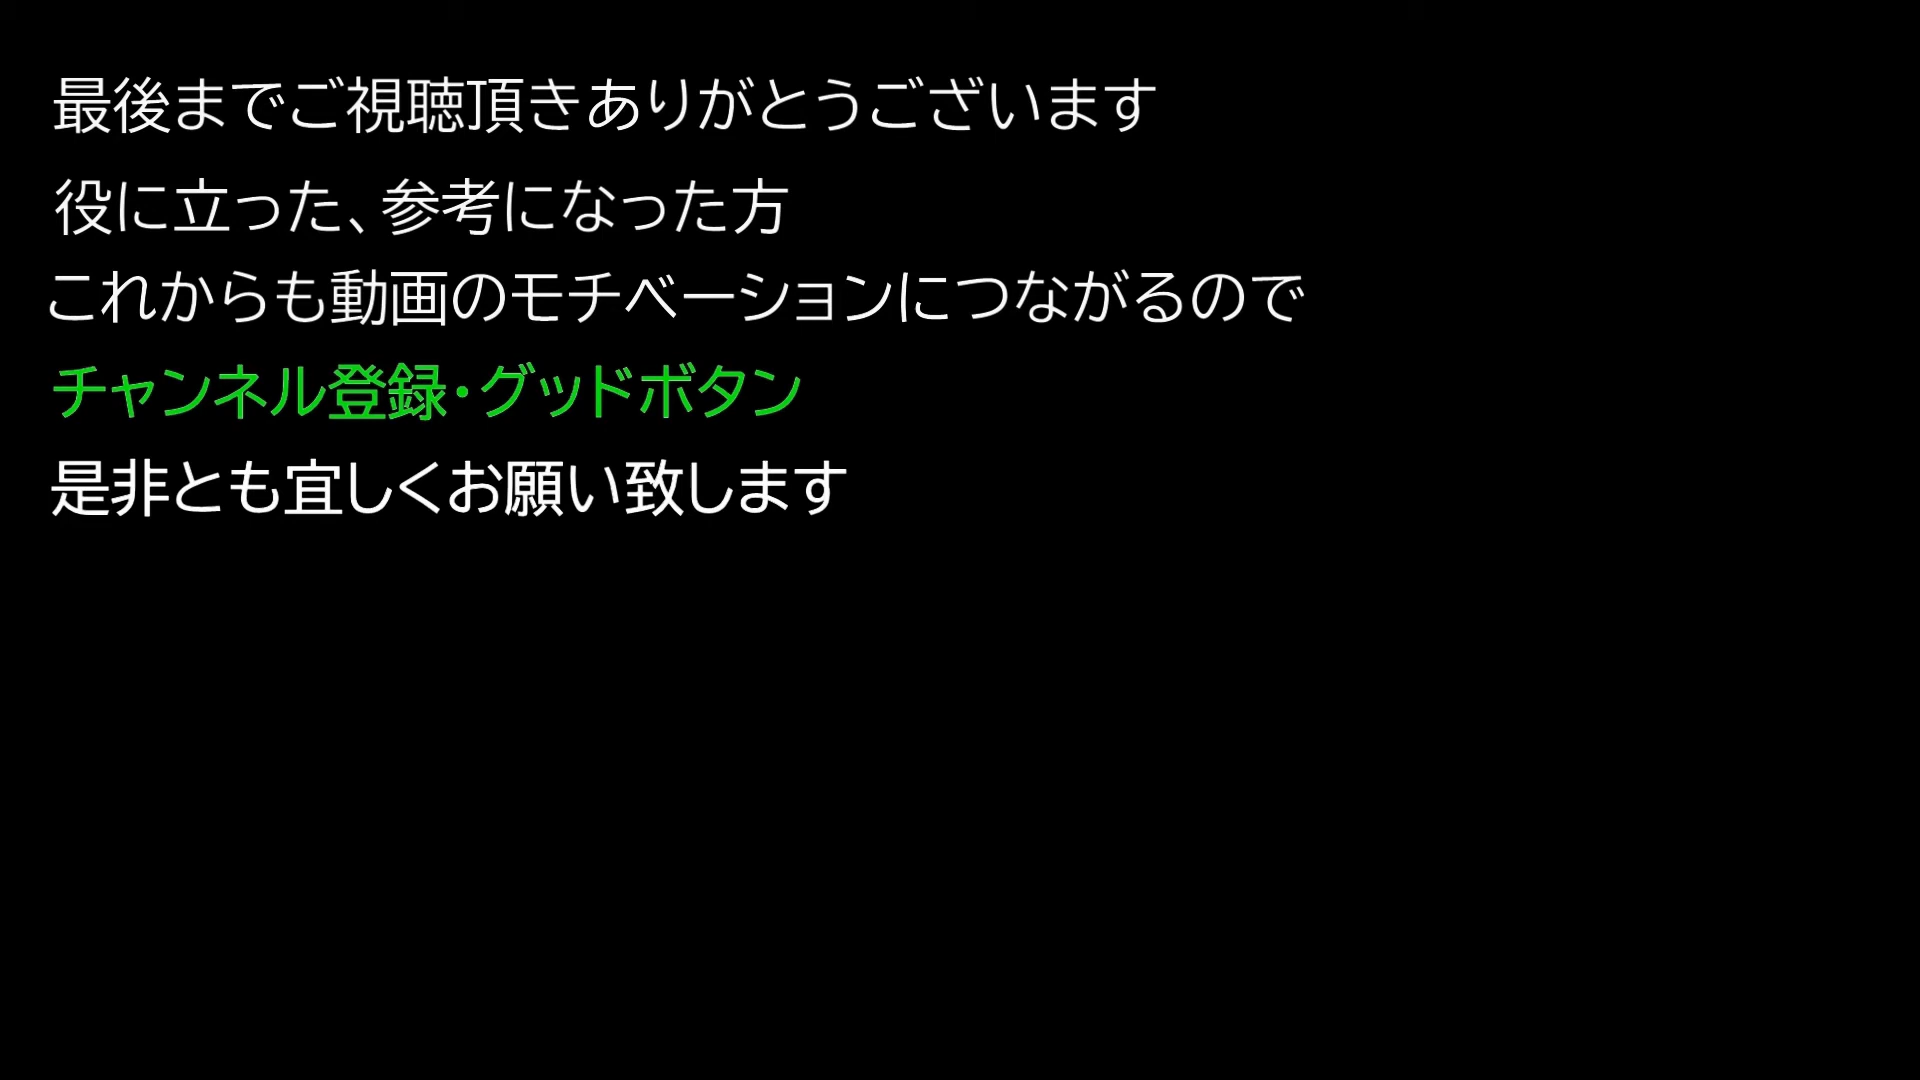 最後までご視聴頂きありがとうございます
役に立った、参考になった方
これからも動画のモチベーションにつながるので
チャンネル登録・グッドボタン
是非とも宜しくお願い致します